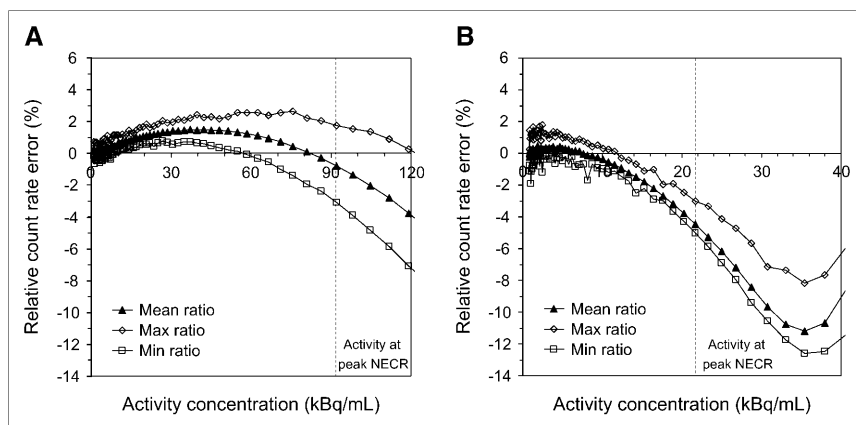 A
Relative count rate error (%)
6
4
2
0
-2
-4
-6
-8
-10
-12
-14
0 30 60 90 120
Mean ratio
Max ratio
Min ratio
Activity at
peak NECR
Activity concentration (kBq/mL)
B
Relative count rate error (%)
6
4
2
0
-2
-4
-6
-8
-10
-12
-14
0 10 20 30 40
Mean ratio
Max ratio
Min ratio
Activity at
peak NECR
Activity concentration (kBq/mL)